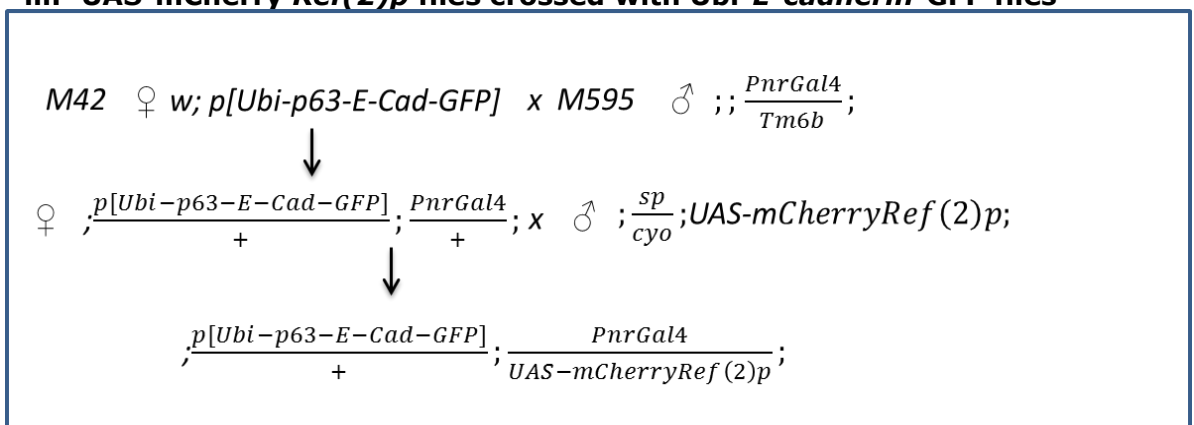 UAS-mCherry Ref(2)p flies crossed with Ubi-E-cadherin-GFP flies
M42 ♀ w; p[Ubi-p63-E-Cad-GFP] x M595 ♂ ;; PnrGal4/Tm6b ;
♀ ; p[Ubi-p63-E-Cad-GFP]/+ ; PnrGal4/+ ; x ♂ ; sp/cyo ;UAS-mCherryRef(2)p;
; p[Ubi-p63-E-Cad-GFP]/+ ; PnrGal4/UAS-mCherryRef(2)p ;